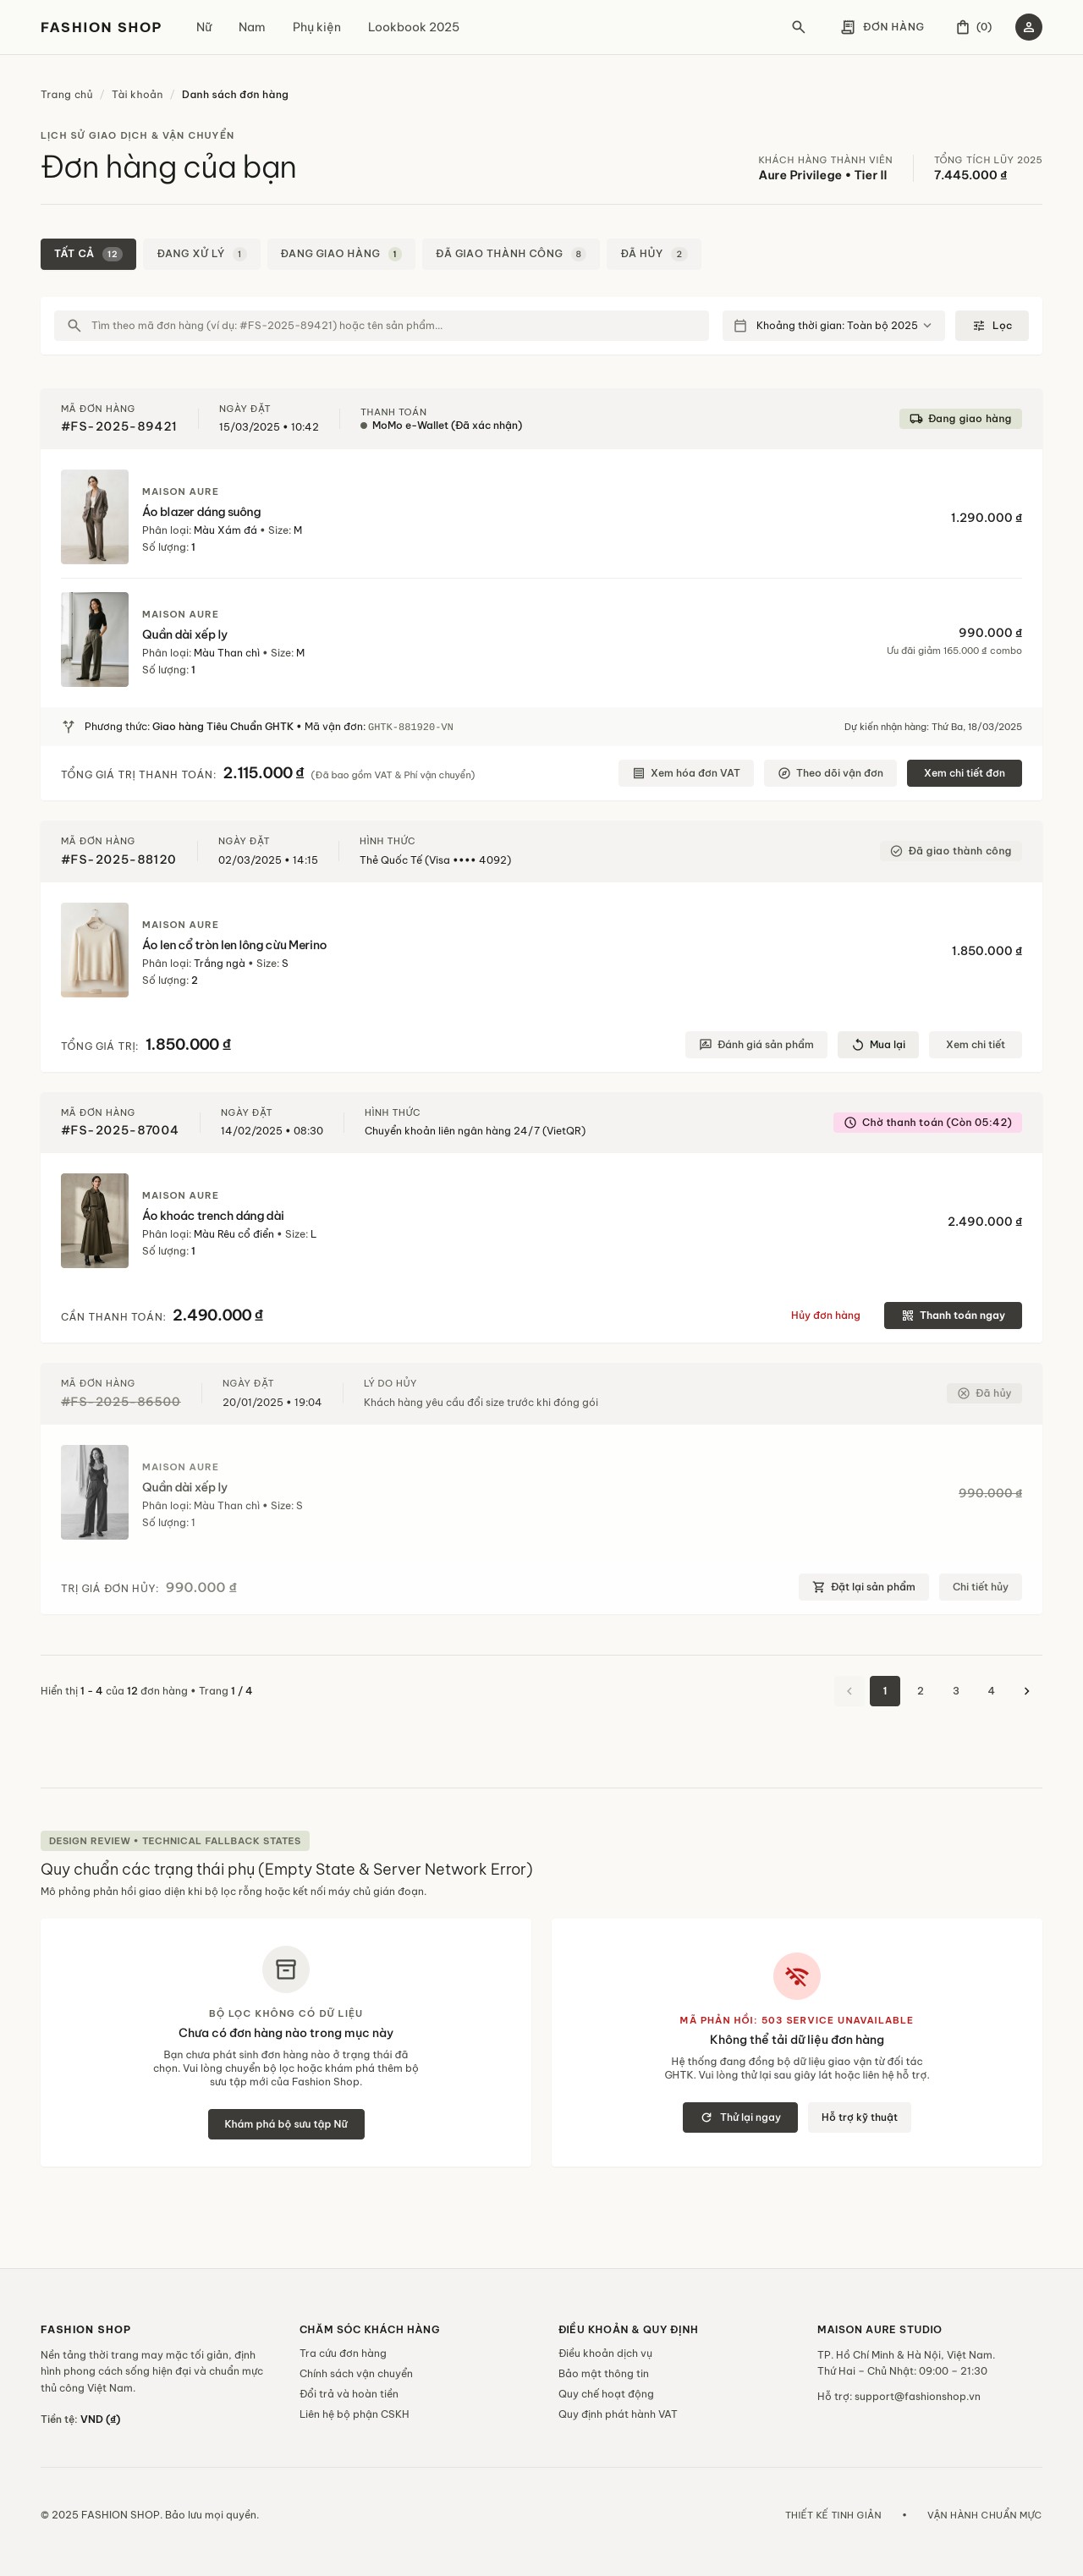 FASHION SHOP Nữ Nam Phụ kiện Lookbook 2025 ĐƠN HÀNG (0)
Trang chủ / Tài khoản / Danh sách đơn hàng
LỊCH SỬ GIAO DỊCH & VẬN CHUYỂN
Đơn hàng của bạn
KHÁCH HÀNG THÀNH VIÊN
Aure Privilege • Tier II
TỔNG TÍCH LŨY 2025
7.445.000 ₫
TẤT CẢ 12 ĐANG XỬ LÝ 1 ĐANG GIAO HÀNG 1 ĐÃ GIAO THÀNH CÔNG 8 ĐÃ HỦY 2
Tìm theo mã đơn hàng (ví dụ: #FS-2025-89421) hoặc tên sản phẩm... Khoảng thời gian: Toàn bộ 2025 Lọc
MÃ ĐƠN HÀNG
#FS-2025-89421
NGÀY ĐẶT
15/03/2025 • 10:42
THANH TOÁN
MoMo e-Wallet (Đã xác nhận)
Đang giao hàng
MAISON AURE
Áo blazer dáng suông
Phân loại: Màu Xám đá • Size: M
Số lượng: 1
1.290.000 ₫
MAISON AURE
Quần dài xếp ly
Phân loại: Màu Than chì • Size: M
Số lượng: 1
990.000 ₫
Ưu đãi giảm 165.000 ₫ combo
Phương thức: Giao hàng Tiêu Chuẩn GHTK • Mã vận đơn: GHTK-881920-VN
Dự kiến nhận hàng: Thứ Ba, 18/03/2025
TỔNG GIÁ TRỊ THANH TOÁN: 2.115.000 ₫ (Đã bao gồm VAT & Phí vận chuyển)
Xem hóa đơn VAT Theo dõi vận đơn Xem chi tiết đơn
MÃ ĐƠN HÀNG
#FS-2025-88120
NGÀY ĐẶT
02/03/2025 • 14:15
HÌNH THỨC
Thẻ Quốc Tế (Visa •••• 4092)
Đã giao thành công
MAISON AURE
Áo len cổ tròn len lông cừu Merino
Phân loại: Trắng ngà • Size: S
Số lượng: 2
1.850.000 ₫
TỔNG GIÁ TRỊ: 1.850.000 ₫
Đánh giá sản phẩm Mua lại Xem chi tiết
MÃ ĐƠN HÀNG
#FS-2025-87004
NGÀY ĐẶT
14/02/2025 • 08:30
HÌNH THỨC
Chuyển khoản liên ngân hàng 24/7 (VietQR)
Chờ thanh toán (Còn 05:42)
MAISON AURE
Áo khoác trench dáng dài
Phân loại: Màu Rêu cổ điển • Size: L
Số lượng: 1
2.490.000 ₫
CẦN THANH TOÁN: 2.490.000 ₫
Hủy đơn hàng Thanh toán ngay
MÃ ĐƠN HÀNG
#FS-2025-86500
NGÀY ĐẶT
20/01/2025 • 19:04
LÝ DO HỦY
Khách hàng yêu cầu đổi size trước khi đóng gói
Đã hủy
MAISON AURE
Quần dài xếp ly
Phân loại: Màu Than chì • Size: S
Số lượng: 1
990.000 ₫
TRỊ GIÁ ĐƠN HỦY: 990.000 ₫
Đặt lại sản phẩm Chi tiết hủy
Hiển thị 1 - 4 của 12 đơn hàng • Trang 1 / 4
1 2 3 4
DESIGN REVIEW • TECHNICAL FALLBACK STATES
Quy chuẩn các trạng thái phụ (Empty State & Server Network Error)
Mô phỏng phản hồi giao diện khi bộ lọc rỗng hoặc kết nối máy chủ gián đoạn.
BỘ LỌC KHÔNG CÓ DỮ LIỆU
Chưa có đơn hàng nào trong mục này
Bạn chưa phát sinh đơn hàng nào ở trạng thái đã
chọn. Vui lòng chuyển bộ lọc hoặc khám phá thêm bộ
sưu tập mới của Fashion Shop.
Khám phá bộ sưu tập Nữ
MÃ PHẢN HỒI: 503 SERVICE UNAVAILABLE
Không thể tải dữ liệu đơn hàng
Hệ thống đang đồng bộ dữ liệu giao vận từ đối tác
GHTK. Vui lòng thử lại sau giây lát hoặc liên hệ hỗ trợ.
Thử lại ngay Hỗ trợ kỹ thuật
FASHION SHOP
Nền tảng thời trang may mặc tối giản, định
hình phong cách sống hiện đại và chuẩn mực
thủ công Việt Nam.
Tiền tệ: VND (₫)
CHĂM SÓC KHÁCH HÀNG
Tra cứu đơn hàng
Chính sách vận chuyển
Đổi trả và hoàn tiền
Liên hệ bộ phận CSKH
ĐIỀU KHOẢN & QUY ĐỊNH
Điều khoản dịch vụ
Bảo mật thông tin
Quy chế hoạt động
Quy định phát hành VAT
MAISON AURE STUDIO
TP. Hồ Chí Minh & Hà Nội, Việt Nam.
Thứ Hai – Chủ Nhật: 09:00 – 21:30
Hỗ trợ: support@fashionshop.vn
© 2025 FASHION SHOP. Bảo lưu mọi quyền.
THIẾT KẾ TINH GIẢN • VẬN HÀNH CHUẨN MỰC